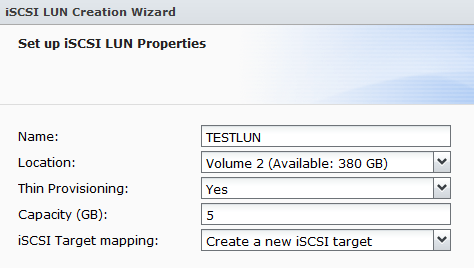 iSCSI LUN Creation Wizard
Set up iSCSI LUN Properties
Name: TESTLUN
Location: Volume 2 (Available: 380 GB)
Thin Provisioning: Yes
Capacity (GB): 5
iSCSI Target mapping: Create a new iSCSI target